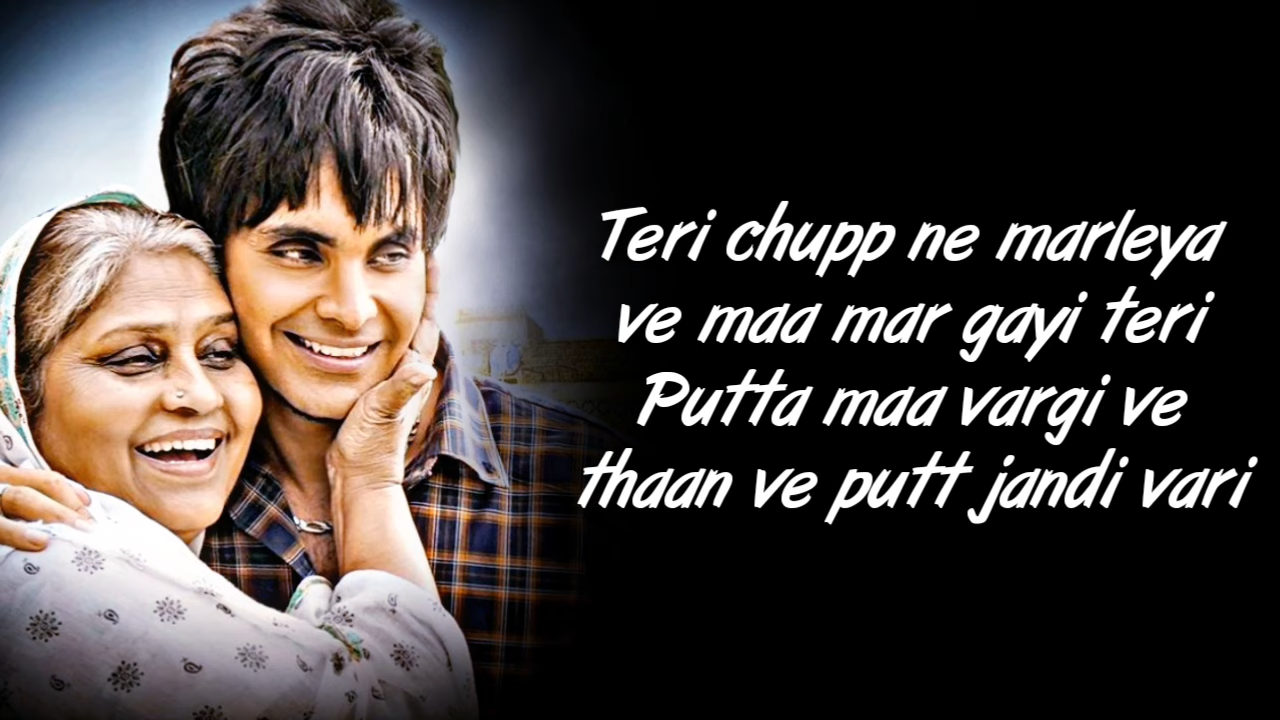 Teri chupp ne marleya
ve maa mar gayi teri
Putta maa vargi ve
thaan ve putt jandi vari